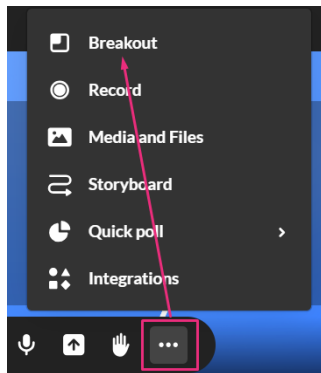 Breakout
Record
Media and Files
Storyboard
Quick poll
Integrations